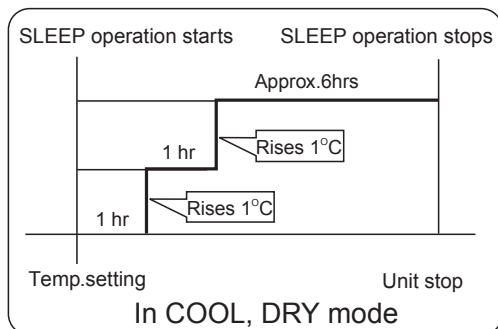 SLEEP operation starts SLEEP operation stops
Approx.6hrs
1 hr Rises 1°C
Rises 1°C
1 hr
Temp.setting Unit stop
In COOL, DRY mode